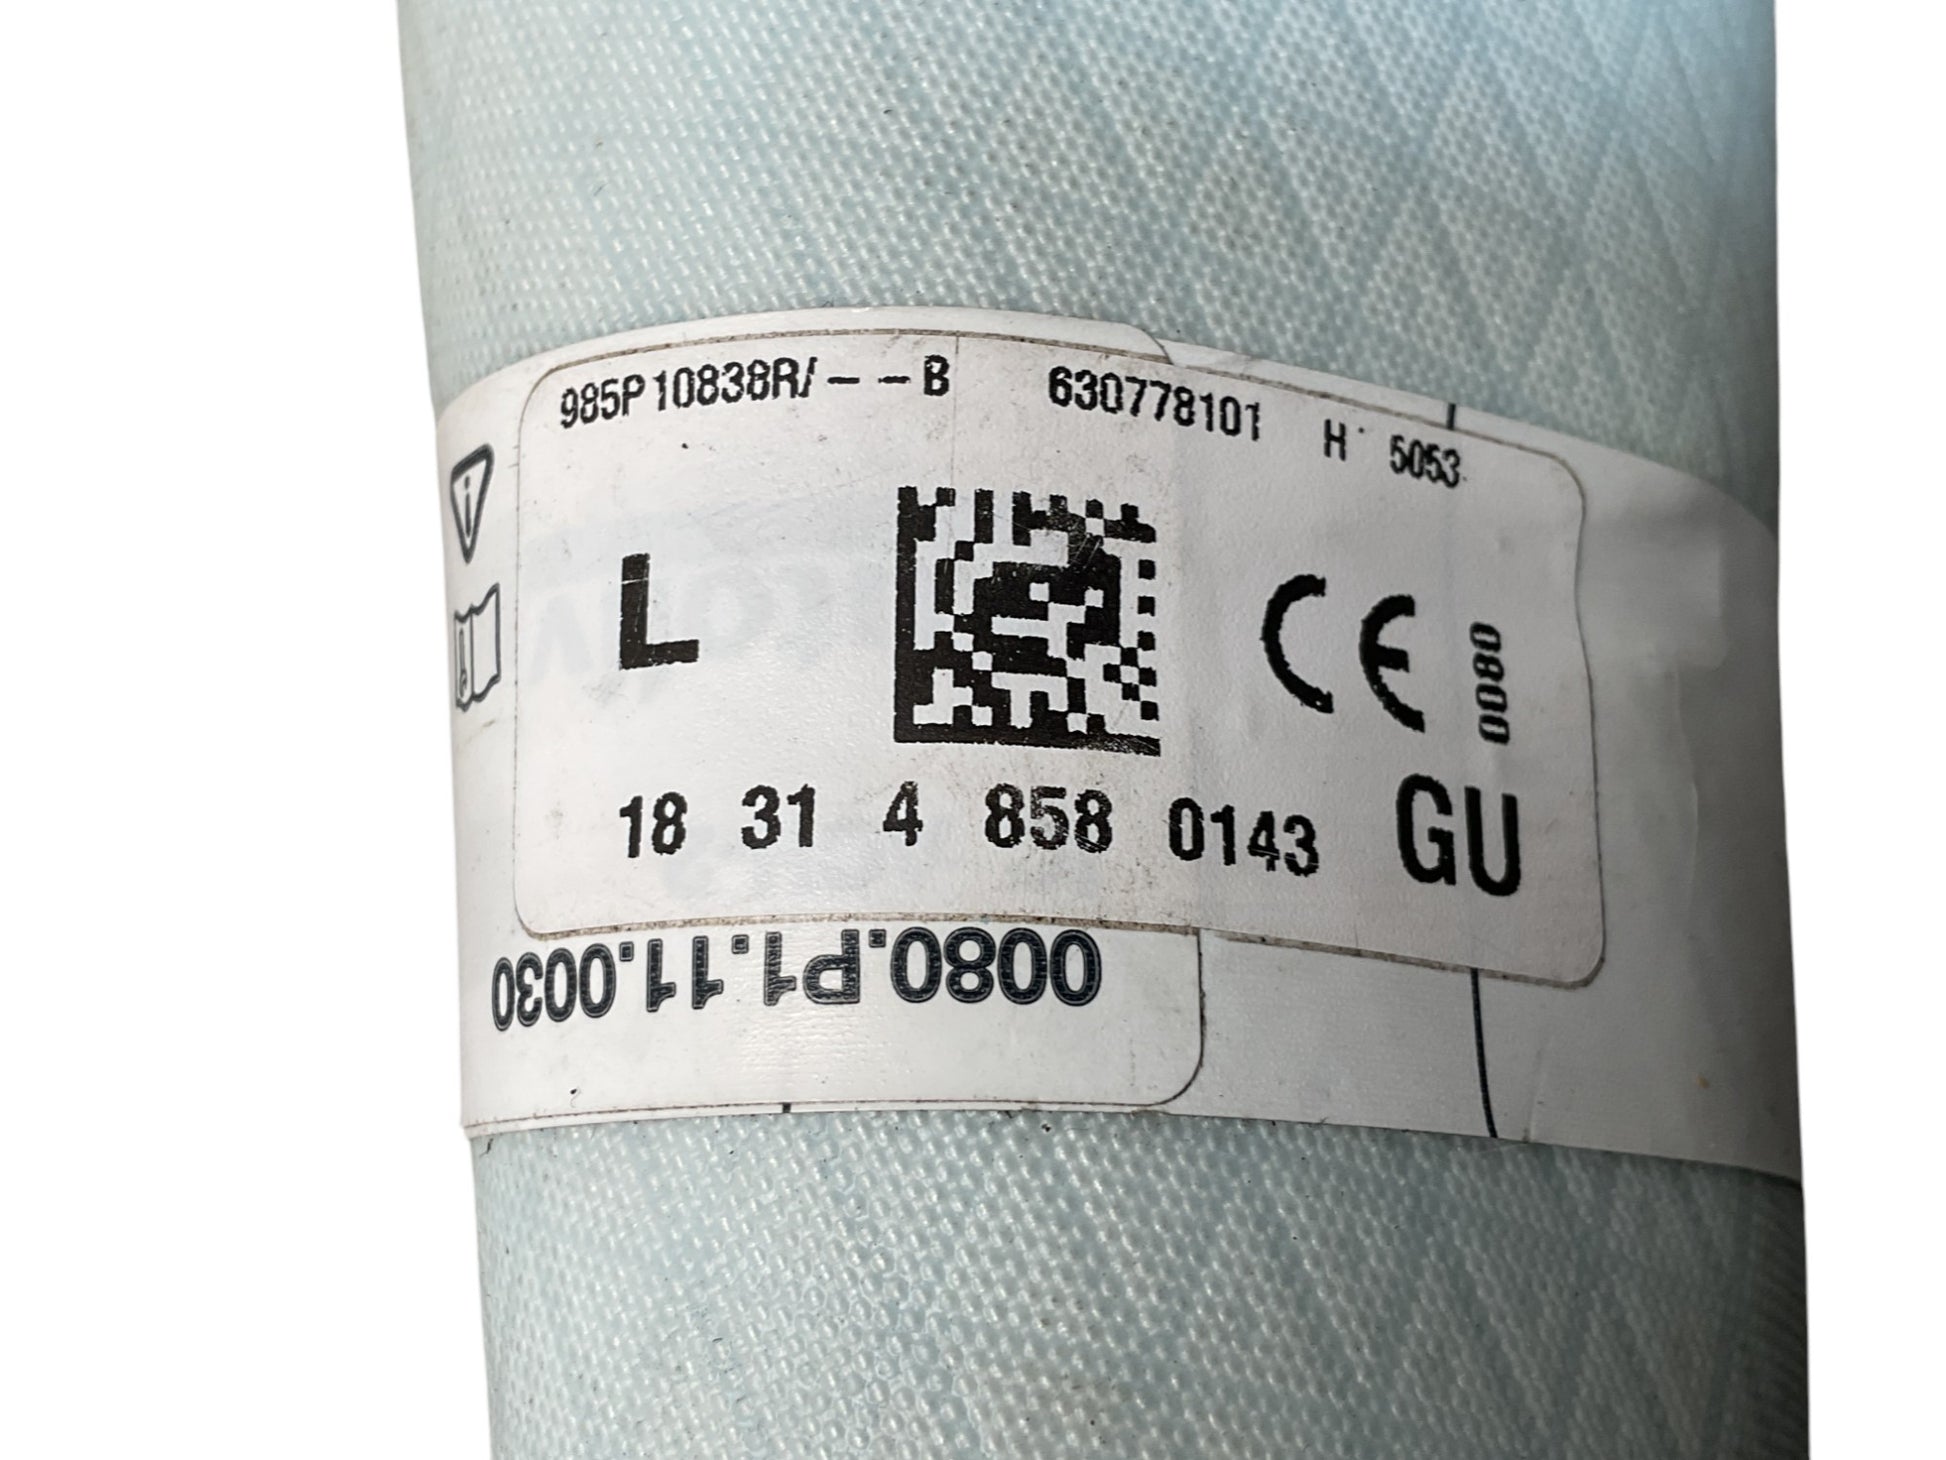 985P10838R/--B 630778101 H 5053
L CE 0080
18 31 4 858 0143 GU
0080.P1.11.0030